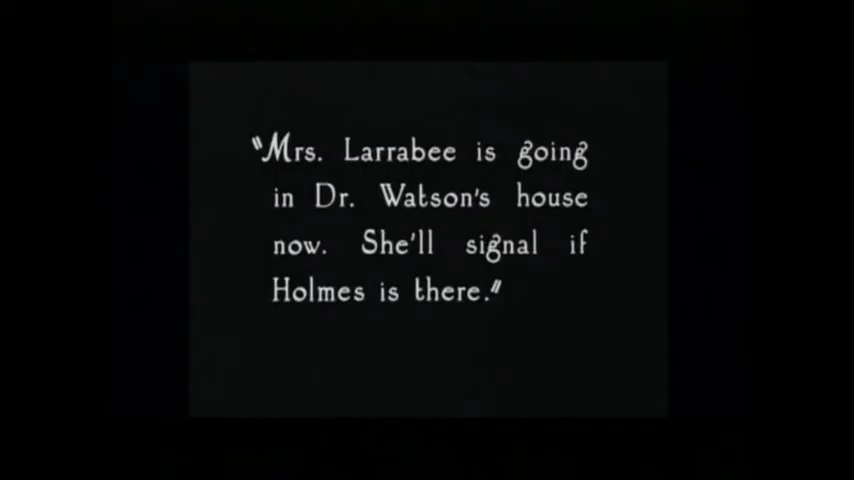 "Mrs. Larrabee is going
in Dr. Watson's house
now. She'll signal if
Holmes is there."